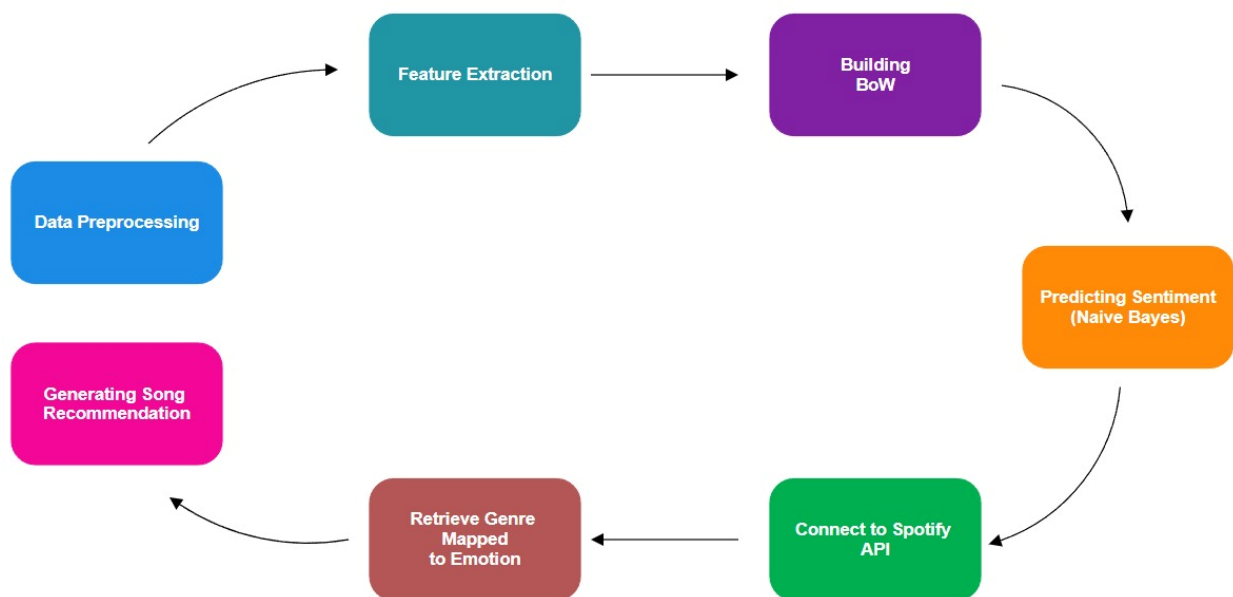 Data Preprocessing
Feature Extraction
Building
BoW
Predicting Sentiment
(Naive Bayes)
Connect to Spotify
API
Retrieve Genre
Mapped
to Emotion
Generating Song
Recommendation